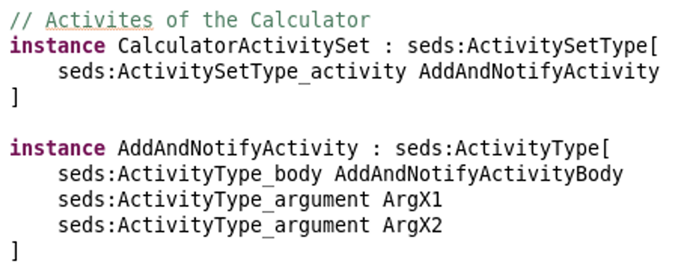 // Activites of the Calculator
instance CalculatorActivitySet : seds:ActivitySetType[
    seds:ActivitySetType_activity AddAndNotifyActivity
]

instance AddAndNotifyActivity : seds:ActivityType[
    seds:ActivityType_body AddAndNotifyActivityBody
    seds:ActivityType_argument ArgX1
    seds:ActivityType_argument ArgX2
]